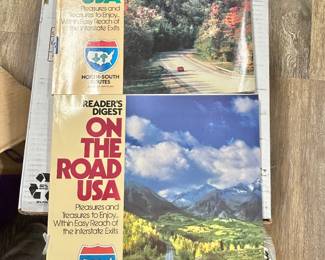 USA
Pleasures and
Treasures to Enjoy...
Within Easy Reach of
the Interstate Exits
NORTH-SOUTH
ROUTES
READER'S
DIGEST
ON
THE
ROAD
USA
Pleasures and
Treasures to Enjoy...
Within Easy Reach of
the Interstate Exits